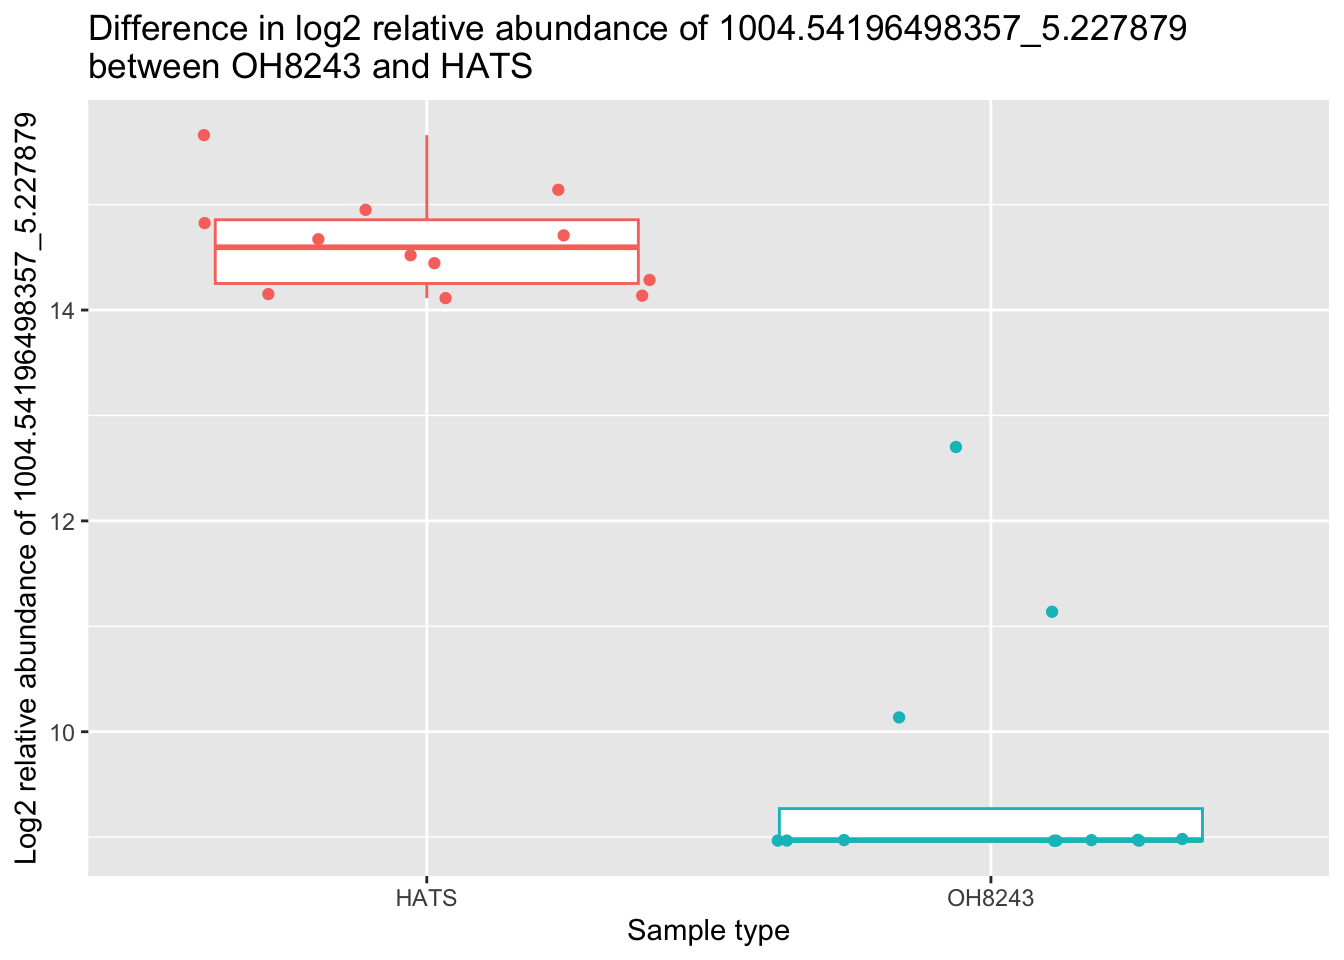 Difference in log2 relative abundance of 1004.54196498357_5.227879
between OH8243 and HATS
Log2 relative abundance of 1004.54196498357_5.227879
14
12
10
HATS
OH8243
Sample type